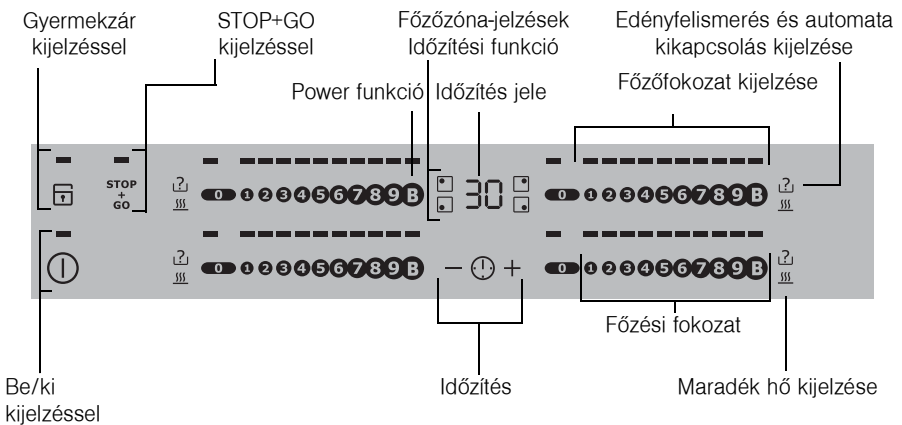 Gyermekzár
kijelzéssel
STOP+GO
kijelzéssel
Főzőzóna-jelzések
Időzítési funkció
Edényfelismerés és automata
kikapcsolás kijelzése
Power funkció
Időzítés jele
Főzőfokozat kijelzése
STOP
+
GO
?
0 1 2 3 4 5 6 7 8 9 B
30
0 1 2 3 4 5 6 7 8 9 B
?
?
0 1 2 3 4 5 6 7 8 9 B
− +
0 1 2 3 4 5 6 7 8 9 B
?
Főzési fokozat
Be/ki
kijelzéssel
Időzítés
Maradék hő kijelzése